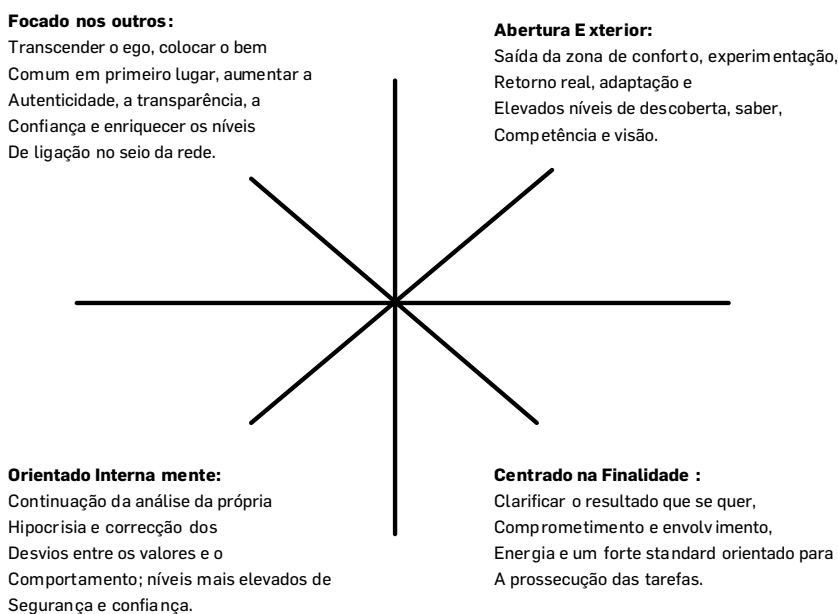 Focado nos outros:
Transcender o ego, colocar o bem
Comum em primeiro lugar, aumentar a
Autenticidade, a transparência, a
Confiança e enriquecer os níveis
De ligação no seio da rede.
Abertura E xterior:
Saída da zona de conforto, experimentação,
Retorno real, adaptação e
Elevados níveis de descoberta, saber,
Competência e visão.
Orientado Interna mente:
Continuação da análise da própria
Hipocrisia e correcção dos
Desvios entre os valores e o
Comportamento; níveis mais elevados de
Segurança e confiança.
Centrado na Finalidade :
Clarificar o resultado que se quer,
Comprometimento e envolvimento,
Energia e um forte standard orientado para
A prossecução das tarefas.